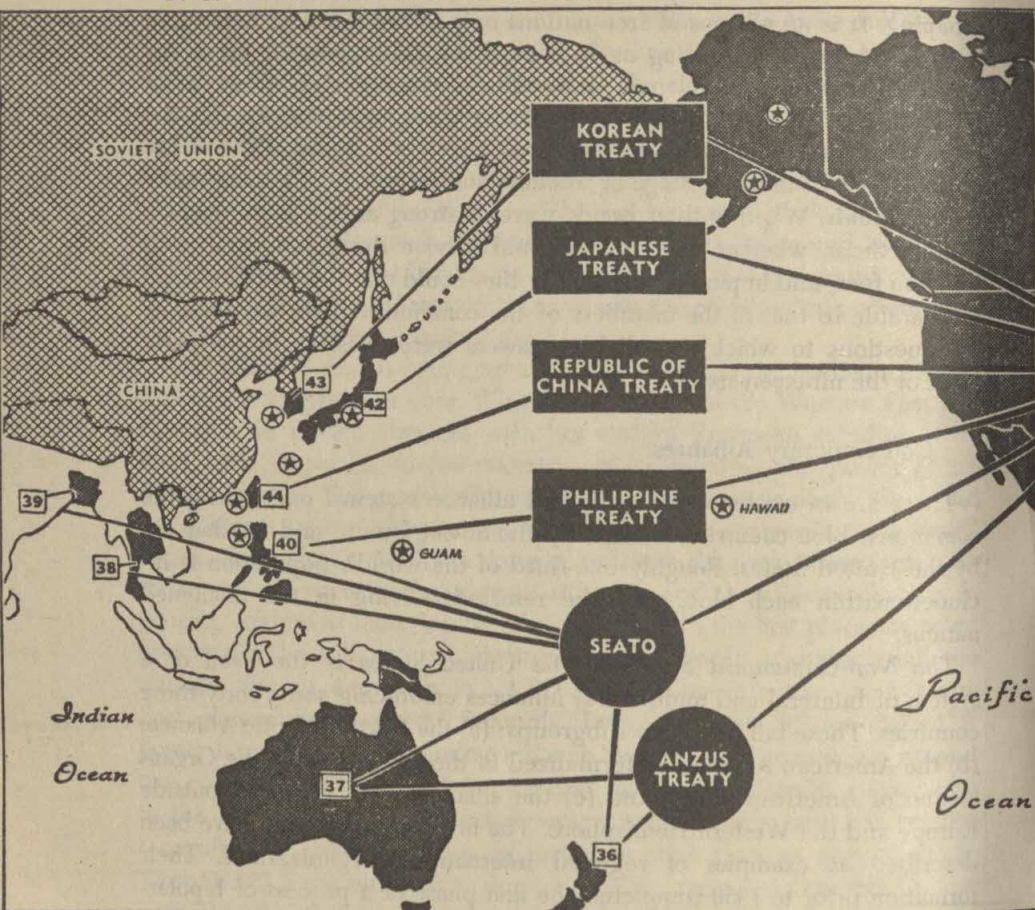 KOREAN
TREATY
SOVIET UNION
JAPANESE
TREATY
REPUBLIC OF
CHINA TREATY
CHINA
43
42
PHILIPPINE
TREATY
HAWAII
39
44
GUAM
40
38
SEATO
Pacific
Indian
Ocean
ANZUS
TREATY
37
Ocean
36